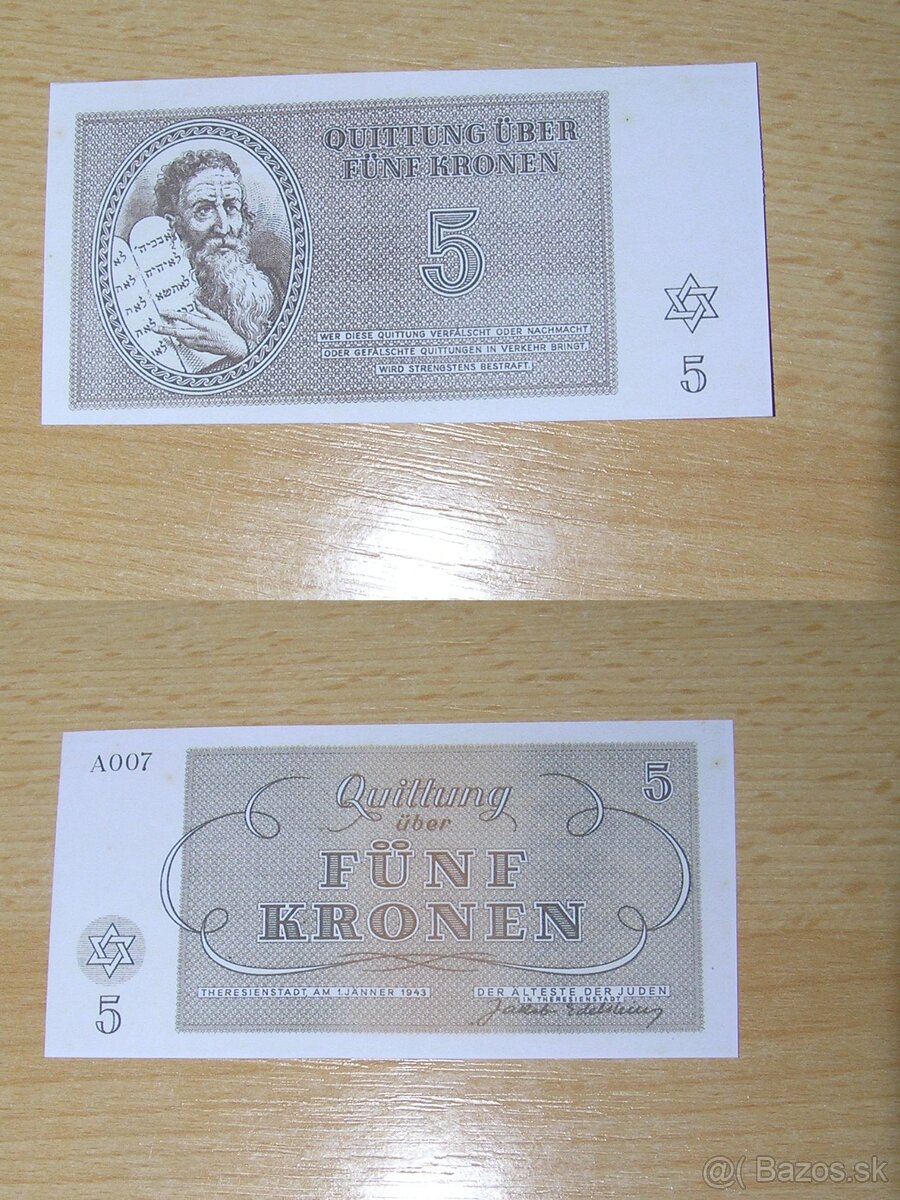 QUITTUNG ÜBER
FÜNF KRONEN
5
WER DIESE QUITTUNG VERFÄLSCHT ODER NACHMACHT
ODER GEFÄLSCHTE QUITTUNGEN IN VERKEHR BRINGT,
WIRD STRENGSTENS BESTRAFT.
5
A007
Quittung
über
FÜNF
KRONEN
5
THERESIENSTADT, AM 1. JÄNNER 1943
DER ÄLTESTE DER JUDEN
IN THERESIENSTADT
Jakob Edelstein
5
@( Bazos.sk